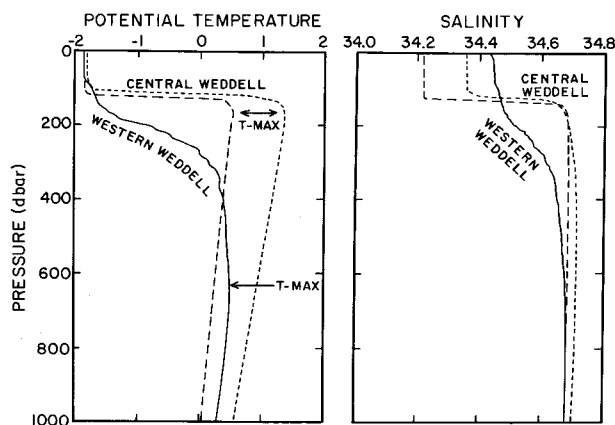 POTENTIAL TEMPERATURE
-2 -1 0 1 2
SALINITY
34.0 34.2 34.4 34.6 34.8
PRESSURE (dbar)
0
200
400
600
800
1000
CENTRAL WEDDELL
T-MAX
WESTERN WEDDELL
T-MAX
CENTRAL
WEDDELL
WESTERN
WEDDELL